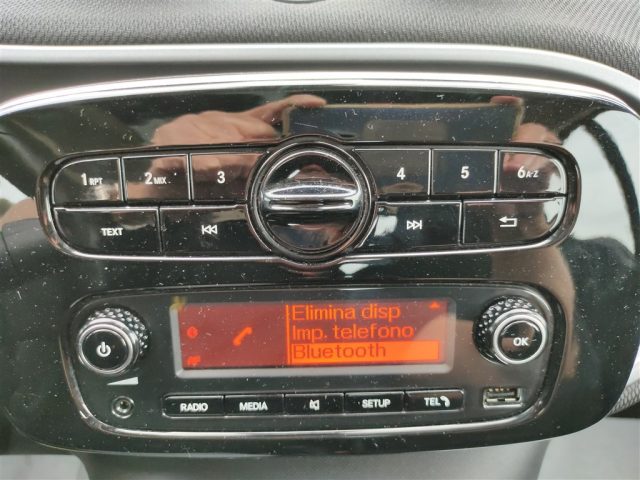 1RPT 2MIX 3 4 5 6A-Z
TEXT
Elimina disp
Imp. telefono
Bluetooth
OK
RADIO MEDIA SETUP TEL